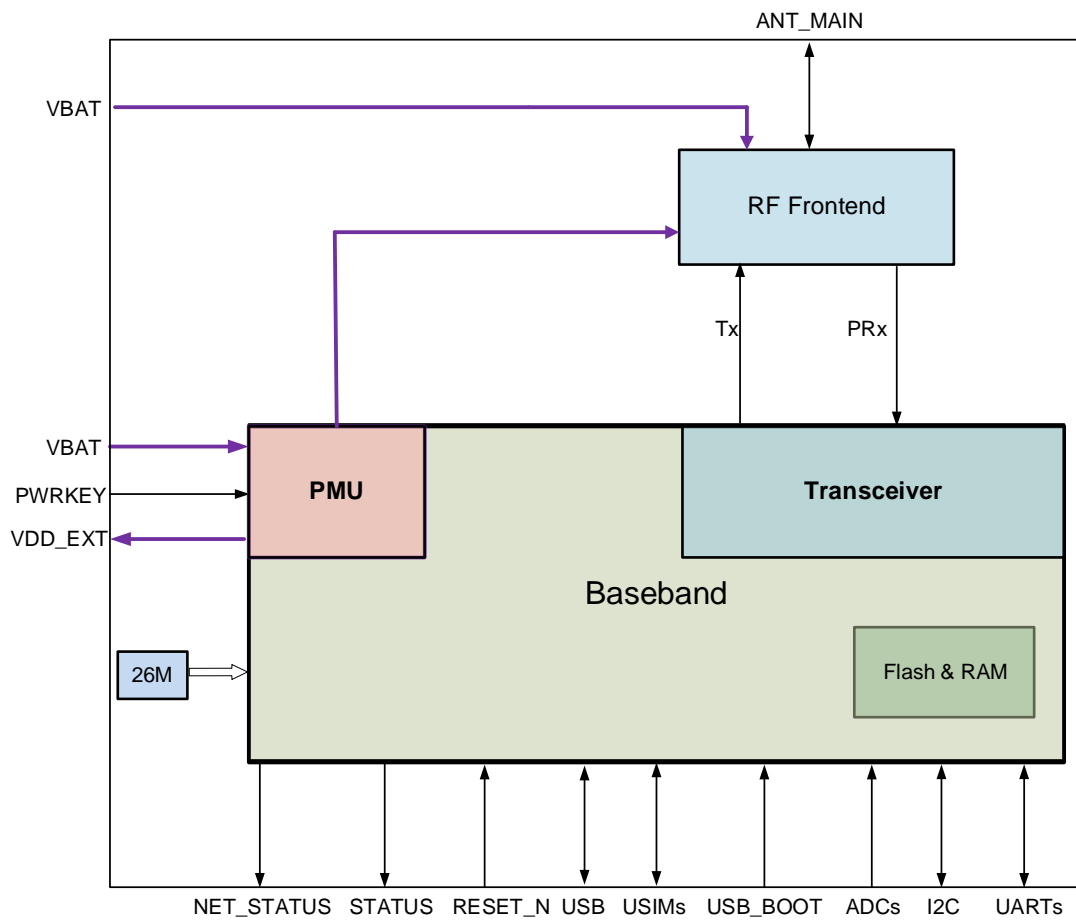 ANT_MAIN
VBAT
RF Frontend
Tx
PRx
VBAT
PMU
Transceiver
PWRKEY
VDD_EXT
Baseband
26M
Flash & RAM
NET_STATUS
STATUS
RESET_N
USB
USIMs
USB_BOOT
ADCs
I2C
UARTs